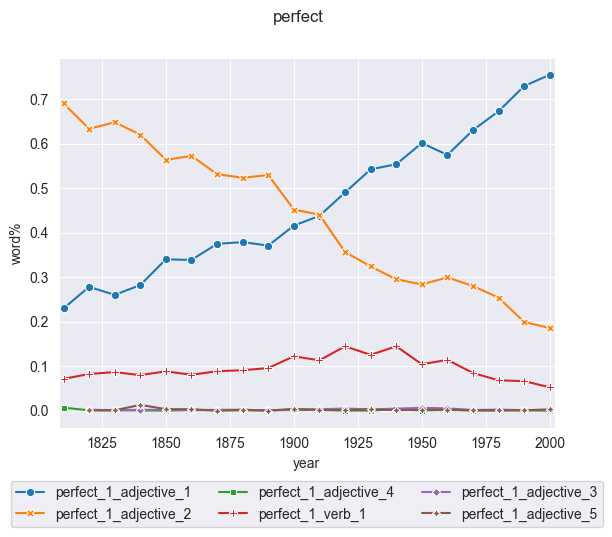 perfect
0.7
0.6
0.5
0.4
0.3
0.2
0.1
0.0
word%
1825 1850 1875 1900 1925 1950 1975 2000
year
perfect_1_adjective_1 perfect_1_adjective_4 perfect_1_adjective_3
perfect_1_adjective_2 perfect_1_verb_1 perfect_1_adjective_5